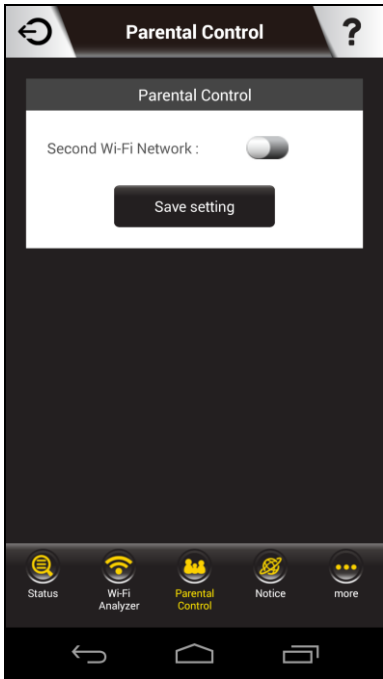 Parental Control
?
Parental Control
Second Wi-Fi Network :
Save setting
Status
Wi-Fi
Analyzer
Parental
Control
Notice
more